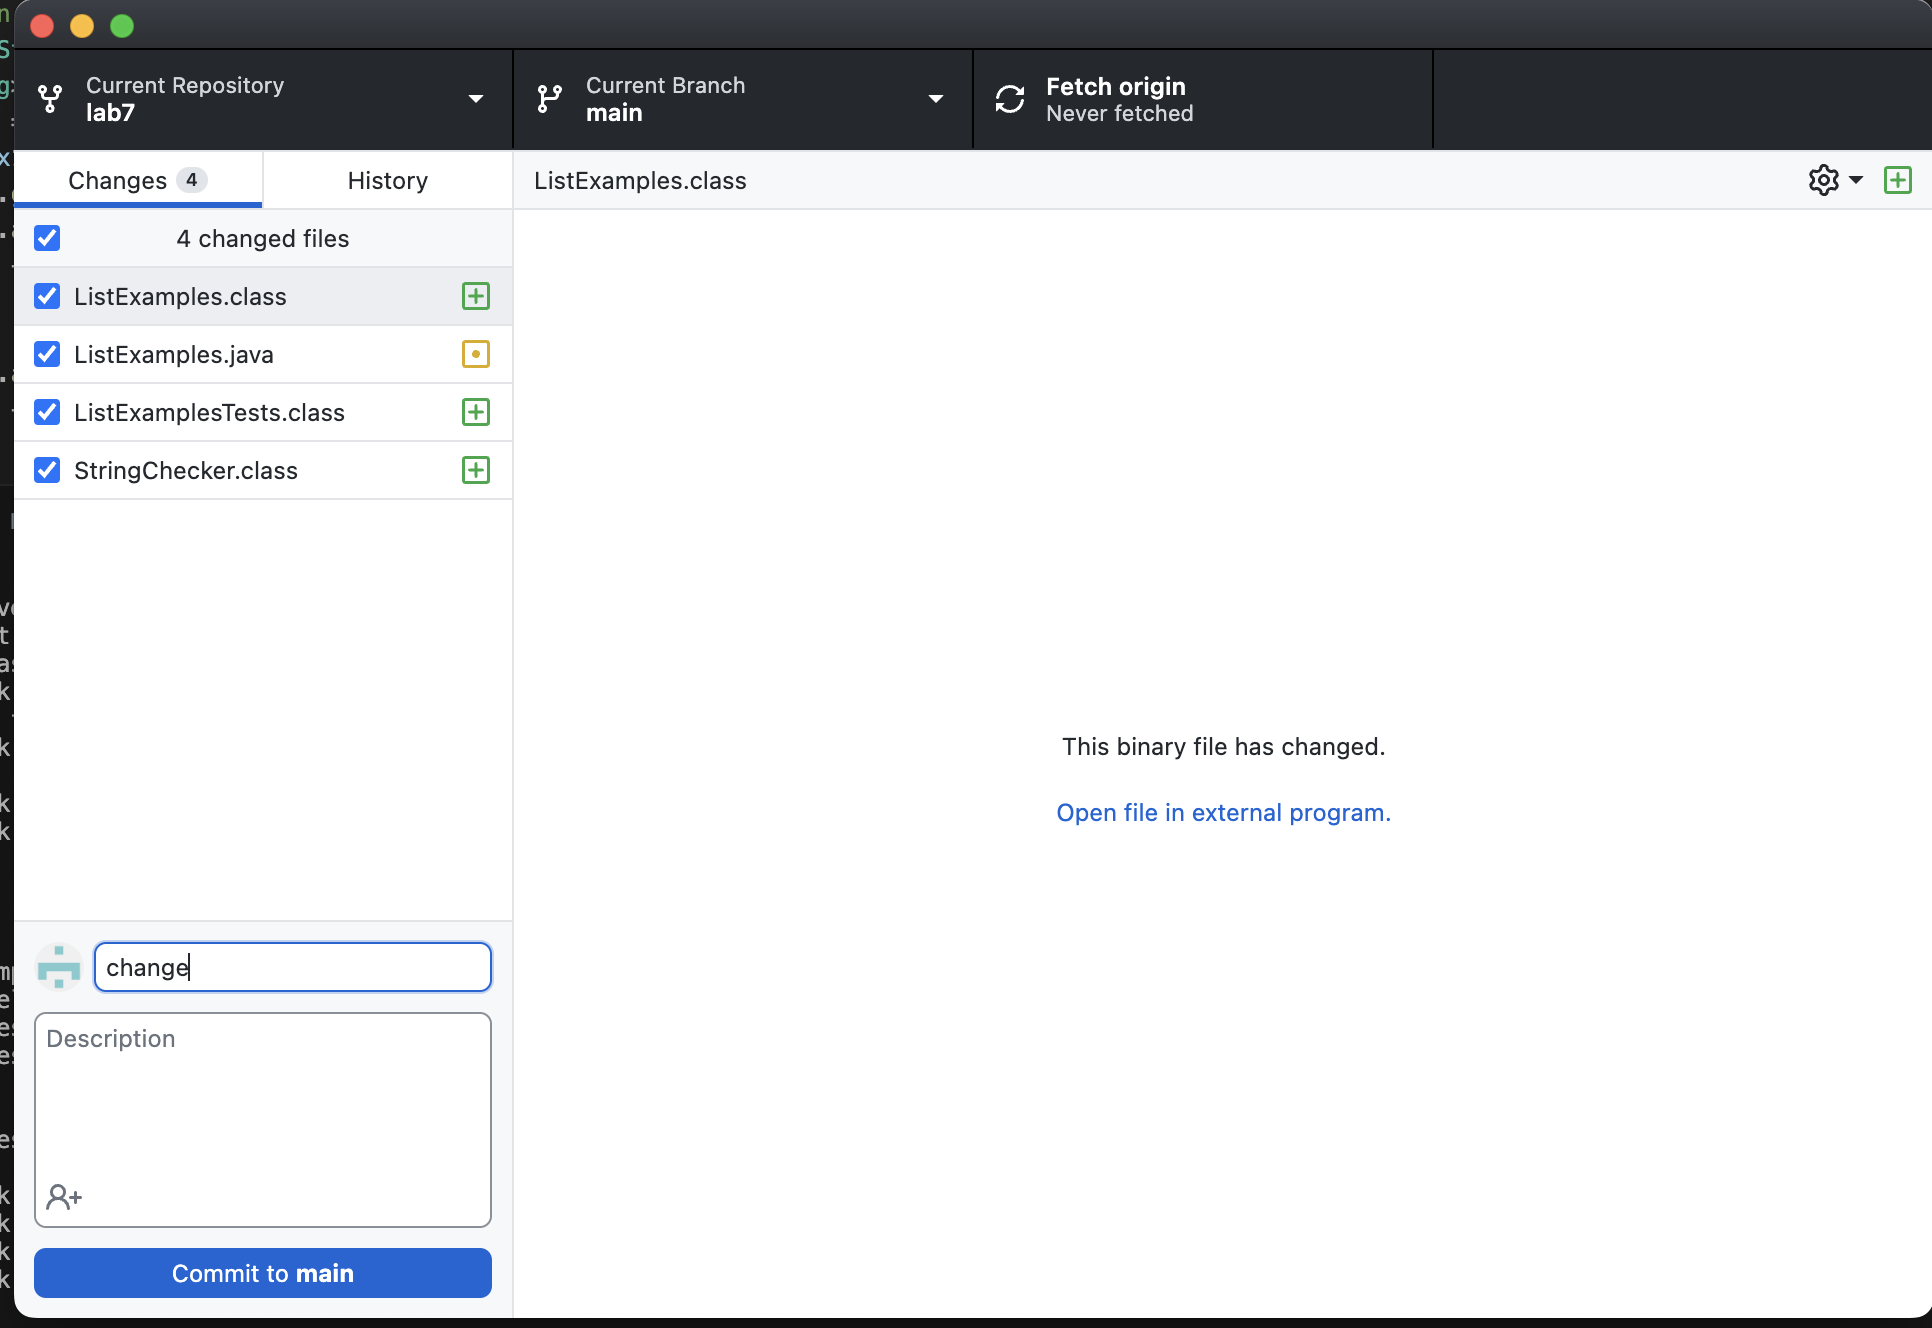 Current Repository
lab7
Current Branch
main
Fetch origin
Never fetched
Changes 4
History
ListExamples.class
4 changed files
ListExamples.class
ListExamples.java
ListExamplesTests.class
StringChecker.class
This binary file has changed.
Open file in external program.
change
Description
Commit to main